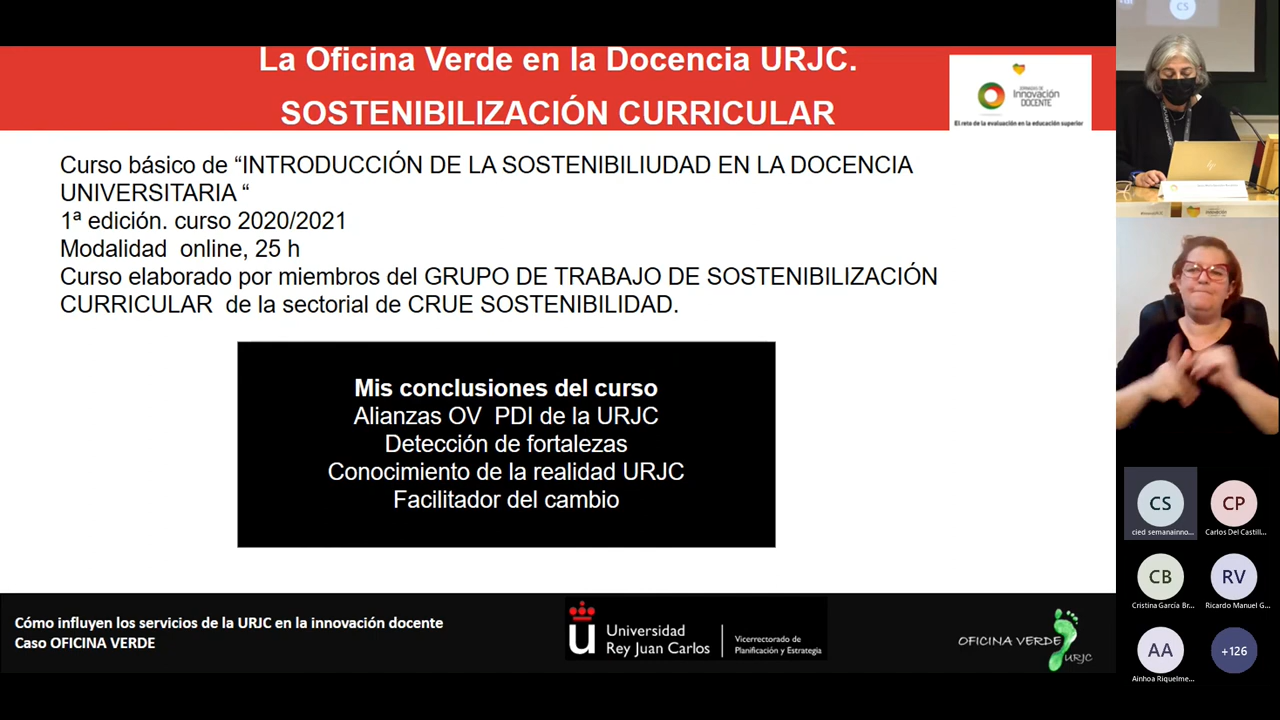 La Oficina Verde en la Docencia URJC.
SOSTENIBILIZACIÓN CURRICULAR
JORNADAS DE
Innovación
DOCENTE
El reto de la evaluación en la educación superior
Curso básico de “INTRODUCCIÓN DE LA SOSTENIBILIUDAD EN LA DOCENCIA
UNIVERSITARIA “
1ª edición. curso 2020/2021
Modalidad online, 25 h
Curso elaborado por miembros del GRUPO DE TRABAJO DE SOSTENIBILIZACIÓN
CURRICULAR de la sectorial de CRUE SOSTENIBILIDAD.
Mis conclusiones del curso
Alianzas OV PDI de la URJC
Detección de fortalezas
Conocimiento de la realidad URJC
Facilitador del cambio
Cómo influyen los servicios de la URJC en la innovación docente
Caso OFICINA VERDE
u
Universidad
Rey Juan Carlos
Vicerrectorado de
Planificación y Estrategia
OFICINA VERDE
URJC
CS
CS
cied semanainno...
CP
Carlos Del Castill...
CB
Cristina García Br...
RV
Ricardo Manuel G...
AA
Ainhoa Riquelme...
+126